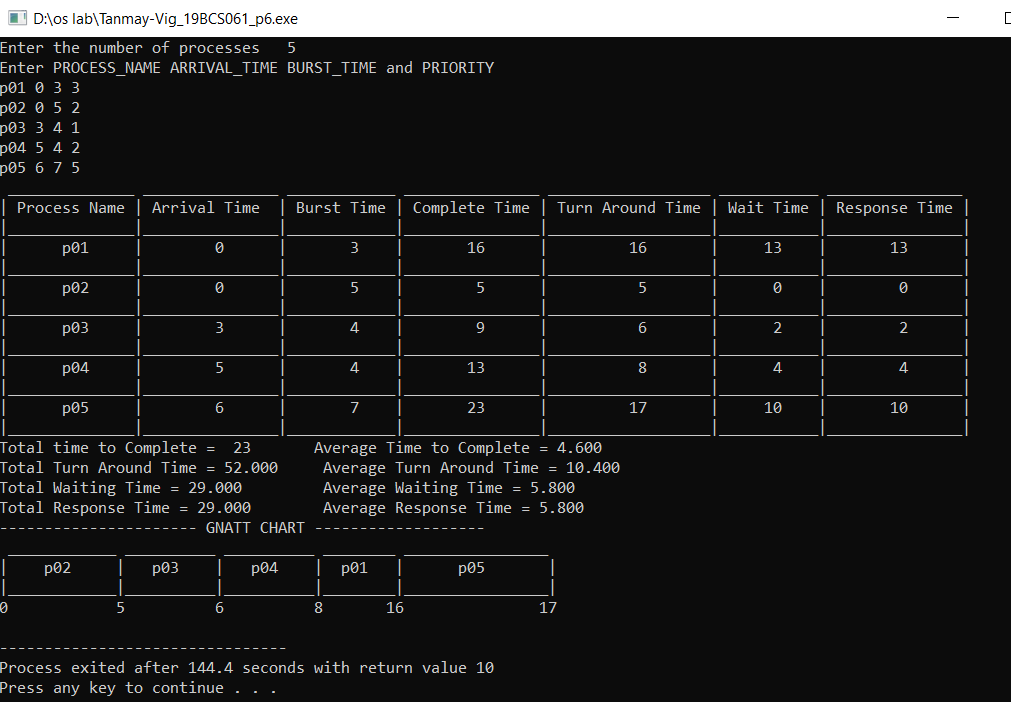 D:\os lab\Tanmay-Vig_19BCS061_p6.exe
Enter the number of processes   5
Enter PROCESS_NAME ARRIVAL_TIME BURST_TIME and PRIORITY
p01 0 3 3
p02 0 5 2
p03 3 4 1
p04 5 4 2
p05 6 7 5
| Process Name | Arrival Time | Burst Time | Complete Time | Turn Around Time | Wait Time | Response Time |
| p01 | 0 | 3 | 16 | 16 | 13 | 13 |
| p02 | 0 | 5 | 5 | 5 | 0 | 0 |
| p03 | 3 | 4 | 9 | 6 | 2 | 2 |
| p04 | 5 | 4 | 13 | 8 | 4 | 4 |
| p05 | 6 | 7 | 23 | 17 | 10 | 10 |
Total time to Complete =  23       Average Time to Complete = 4.600
Total Turn Around Time = 52.000     Average Turn Around Time = 10.400
Total Waiting Time = 29.000         Average Waiting Time = 5.800
Total Response Time = 29.000        Average Response Time = 5.800
---------------------- GNATT CHART -------------------
| p02 | p03 | p04 | p01 | p05 |
0 5 6 8 16 17
--------------------------------
Process exited after 144.4 seconds with return value 10
Press any key to continue . . .